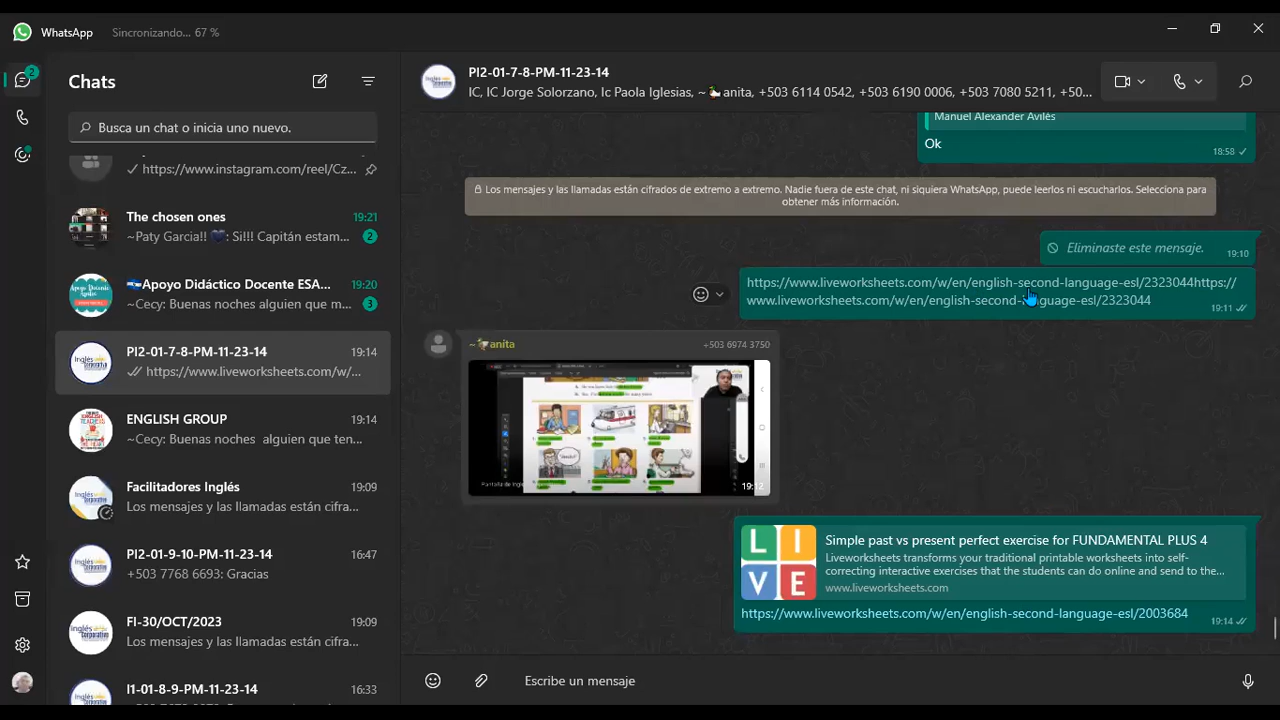 WhatsApp
Sincronizando... 67 %
2
Chats
Busca un chat o inicia uno nuevo.
https://www.instagram.com/reel/Cz...
The chosen ones
19:21
~Paty Garcia!! 💙: Si!!! Capitán estam...
2
🇸🇻Apoyo Didáctico Docente ESA...
19:20
~Cecy: Buenas noches alguien que m...
3
PI2-01-7-8-PM-11-23-14
19:14
https://www.liveworksheets.com/w/...
ENGLISH GROUP
19:14
~Cecy: Buenas noches alguien que ten...
Facilitadores Inglés
19:09
Los mensajes y las llamadas están cifra...
PI2-01-9-10-PM-11-23-14
16:47
+503 7768 6693: Gracias
FI-30/OCT/2023
19:09
Los mensajes y las llamadas están cifra...
I1-01-8-9-PM-11-23-14
16:33
PI2-01-7-8-PM-11-23-14
IC, IC Jorge Solorzano, Ic Paola Iglesias, ~🦢anita, +503 6114 0542, +503 6190 0006, +503 7080 5211, +50...
Manuel Alexander Avilés
Ok
18:58
Los mensajes y las llamadas están cifrados de extremo a extremo. Nadie fuera de este chat, ni siquiera WhatsApp, puede leerlos ni escucharlos. Selecciona para
obtener más información.
Eliminaste este mensaje.
19:10
https://www.liveworksheets.com/w/en/english-second-language-esl/2323044https://
www.liveworksheets.com/w/en/english-second-language-esl/2323044
19:11
~🦢anita
+503 6974 3750
19:12
Simple past vs present perfect exercise for FUNDAMENTAL PLUS 4
Liveworksheets transforms your traditional printable worksheets into self-
correcting interactive exercises that the students can do online and send to the...
www.liveworksheets.com
LIVE
https://www.liveworksheets.com/w/en/english-second-language-esl/2003684
19:14
Escribe un mensaje